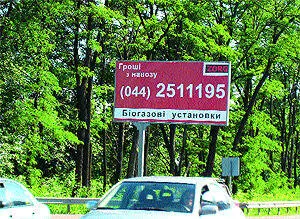 Гроші ZORG
з навозу
(044) 2511195
Біогазові установки